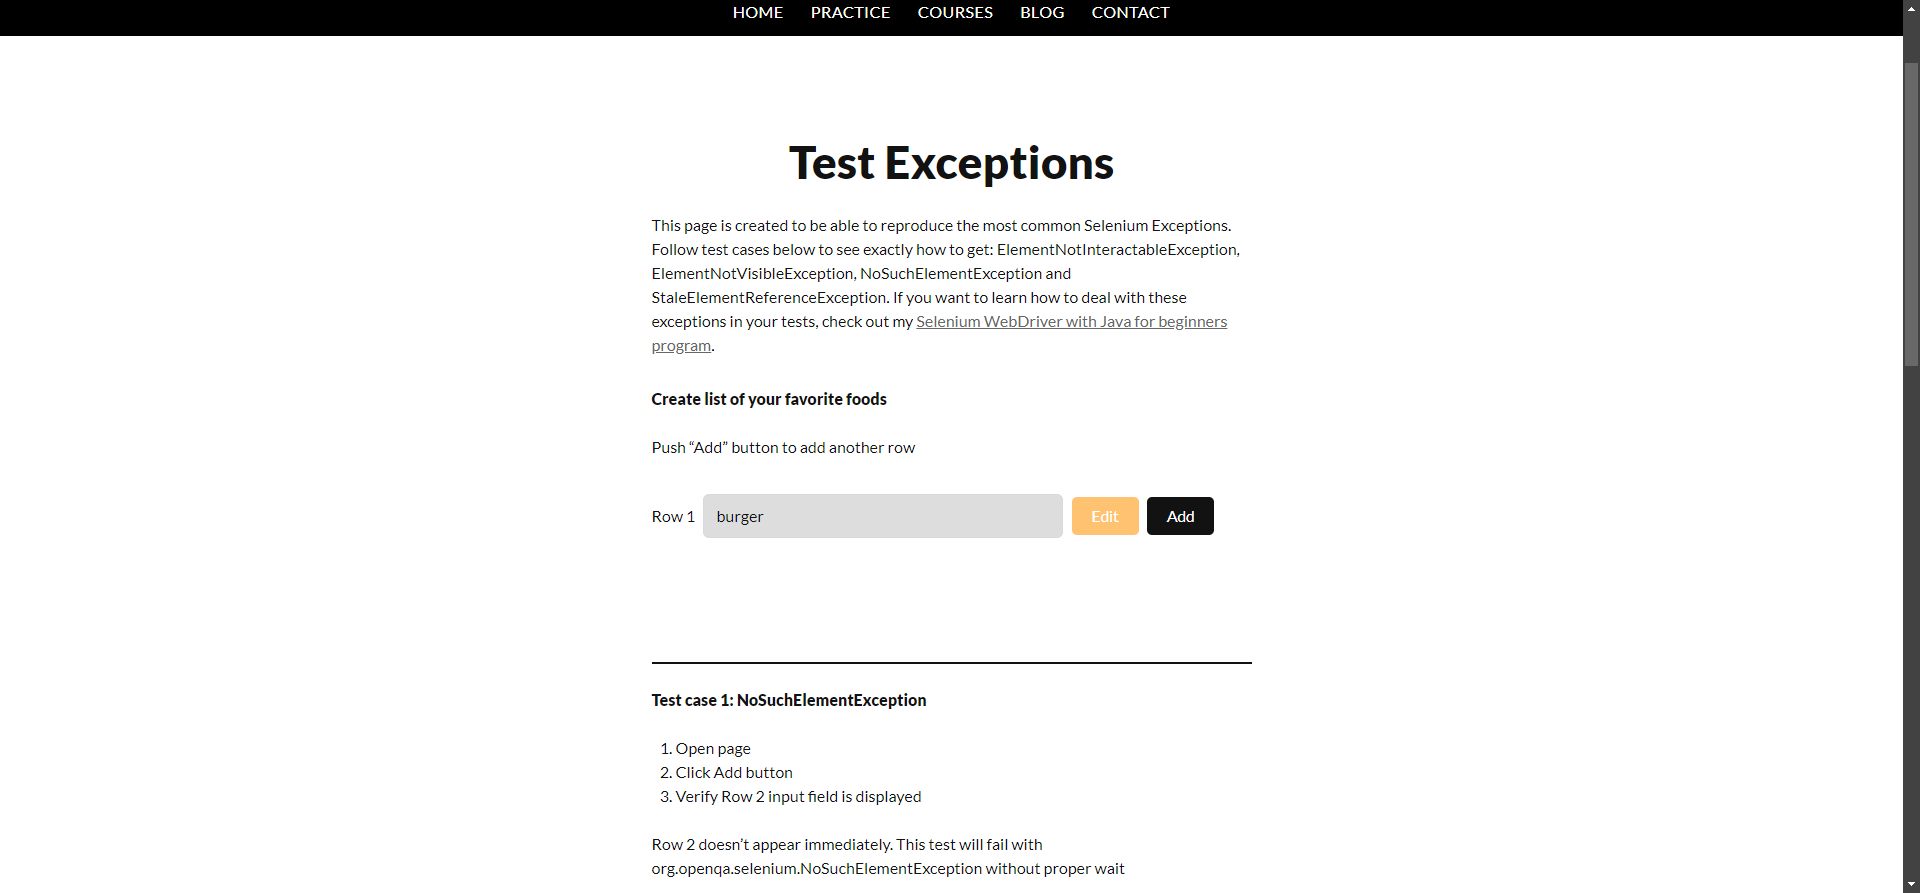 HOME PRACTICE COURSES BLOG CONTACT
Test Exceptions
This page is created to be able to reproduce the most common Selenium Exceptions.
Follow test cases below to see exactly how to get: ElementNotInteractableException,
ElementNotVisibleException, NoSuchElementException and
StaleElementReferenceException. If you want to learn how to deal with these
exceptions in your tests, check out my Selenium WebDriver with Java for beginners
program.
Create list of your favorite foods
Push “Add” button to add another row
Row 1 burger Edit Add
Test case 1: NoSuchElementException
1. Open page
2. Click Add button
3. Verify Row 2 input field is displayed
Row 2 doesn’t appear immediately. This test will fail with
org.openqa.selenium.NoSuchElementException without proper wait